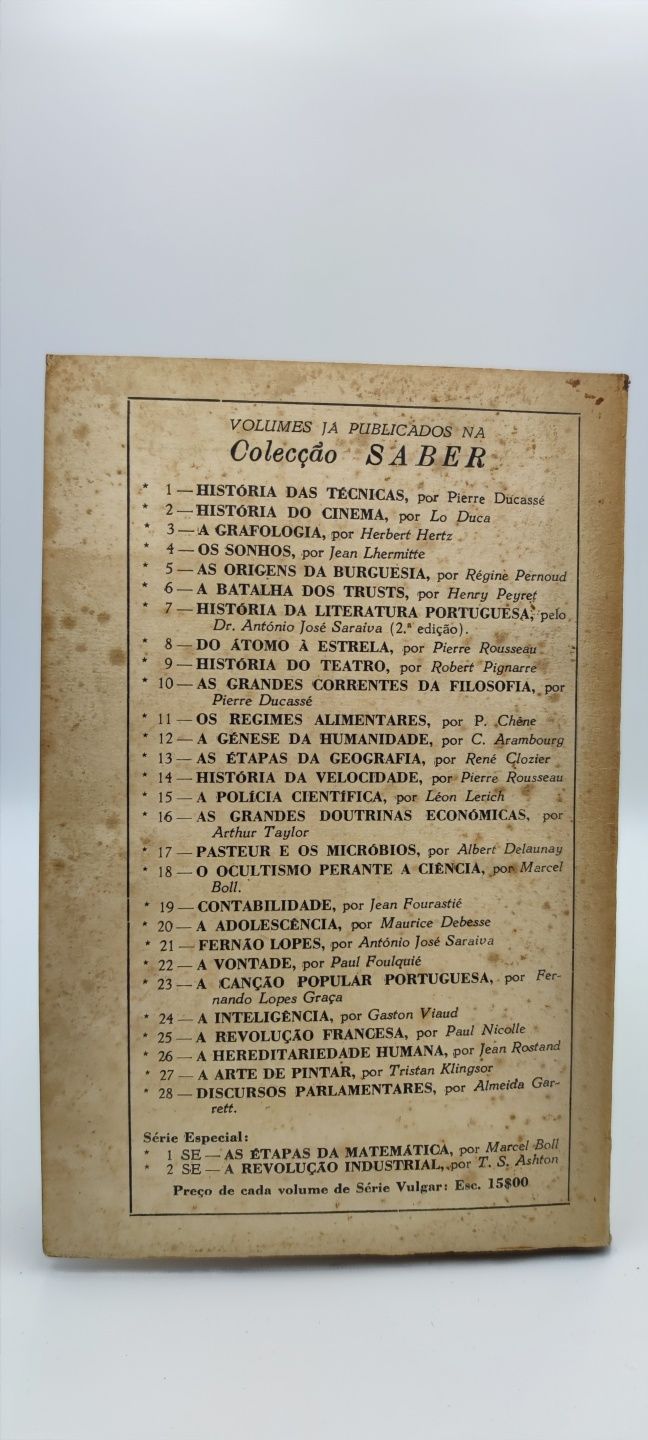 VOLUMES JA PUBLICADOS NA
Colecção SABER
* 1 — HISTÓRIA DAS TÉCNICAS, por Pierre Ducassé
* 2 — HISTÓRIA DO CINEMA, por Lo Duca
* 3 — A GRAFOLOGIA, por Herbert Hertz
* 4 — OS SONHOS, por Jean Lhermitte
* 5 — AS ORIGENS DA BURGUESIA, por Régine Pernoud
* 6 — A BATALHA DOS TRUSTS, por Henry Peyret
* 7 — HISTÓRIA DA LITERATURA PORTUGUESA, pelo
Dr. António José Saraiva (2.ª edição).
* 8 — DO ÁTOMO À ESTRELA, por Pierre Rousseau
* 9 — HISTÓRIA DO TEATRO, por Robert Pignarre
* 10 — AS GRANDES CORRENTES DA FILOSOFIA, por
Pierre Ducassé
* 11 — OS REGIMES ALIMENTARES, por P. Chêne
* 12 — A GÉNESE DA HUMANIDADE, por C. Arambourg
* 13 — AS ÉTAPAS DA GEOGRAFIA, por René Clozier
* 14 — HISTÓRIA DA VELOCIDADE, por Pierre Rousseau
* 15 — A POLÍCIA CIENTÍFICA, por Léon Lerich
* 16 — AS GRANDES DOUTRINAS ECONÓMICAS, por
Arthur Taylor
* 17 — PASTEUR E OS MICRÓBIOS, por Albert Delaunay
* 18 — O OCULTISMO PERANTE A CIÊNCIA, por Marcel
Boll.
* 19 — CONTABILIDADE, por Jean Fourastié
* 20 — A ADOLESCÊNCIA, por Maurice Debesse
* 21 — FERNÃO LOPES, por António José Saraiva
* 22 — A VONTADE, por Paul Foulquié
* 23 — A CANÇÃO POPULAR PORTUGUESA, por Fer-
nando Lopes Graça
* 24 — A INTELIGÊNCIA, por Gaston Viaud
* 25 — A REVOLUÇÃO FRANCESA, por Paul Nicolle
* 26 — A HEREDITARIEDADE HUMANA, por Jean Rostand
* 27 — A ARTE DE PINTAR, por Tristan Klingsor
* 28 — DISCURSOS PARLAMENTARES, por Almeida Gar-
rett.
Série Especial:
* 1 SE — AS ÉTAPAS DA MATEMÁTICA, por Marcel Boll
* 2 SE — A REVOLUÇÃO INDUSTRIAL, por T. S. Ashton
Preço de cada volume de Série Vulgar: Esc. 15$00